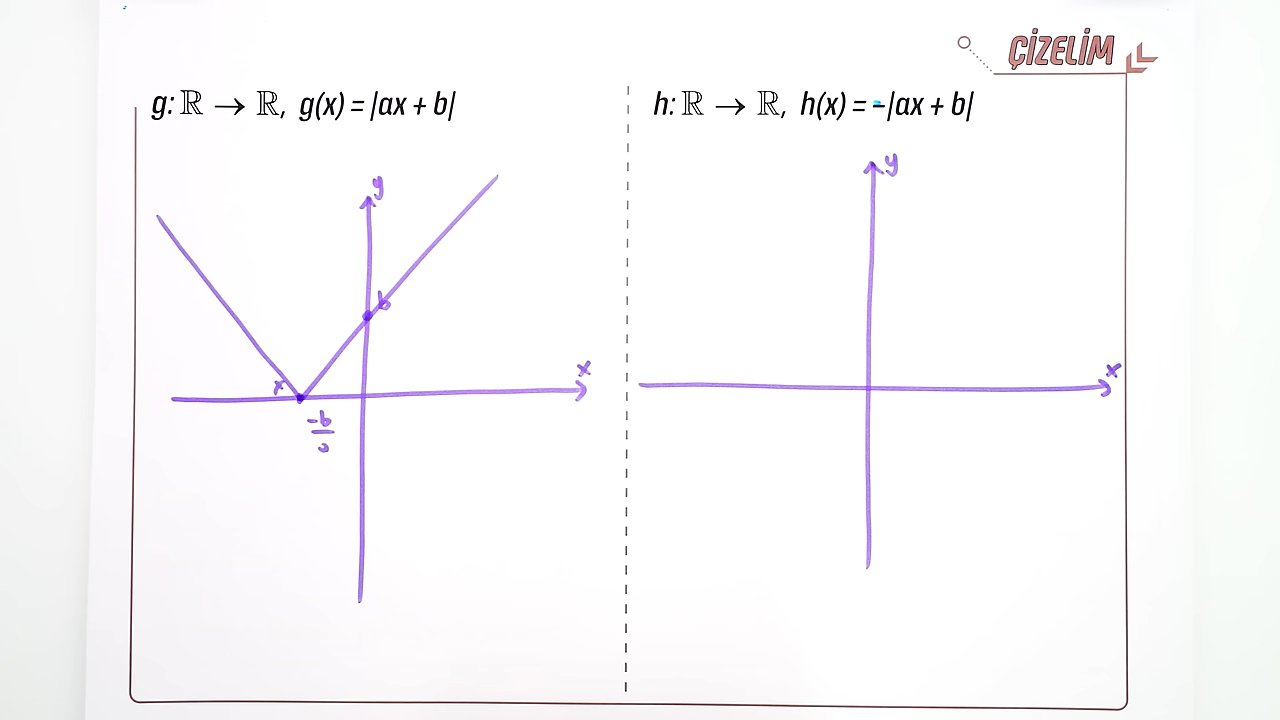 ÇİZELİM
g: ℝ → ℝ, g(x) = |ax + b|
y
b
x
x
-b
a
h: ℝ → ℝ, h(x) = -|ax + b|
y
x